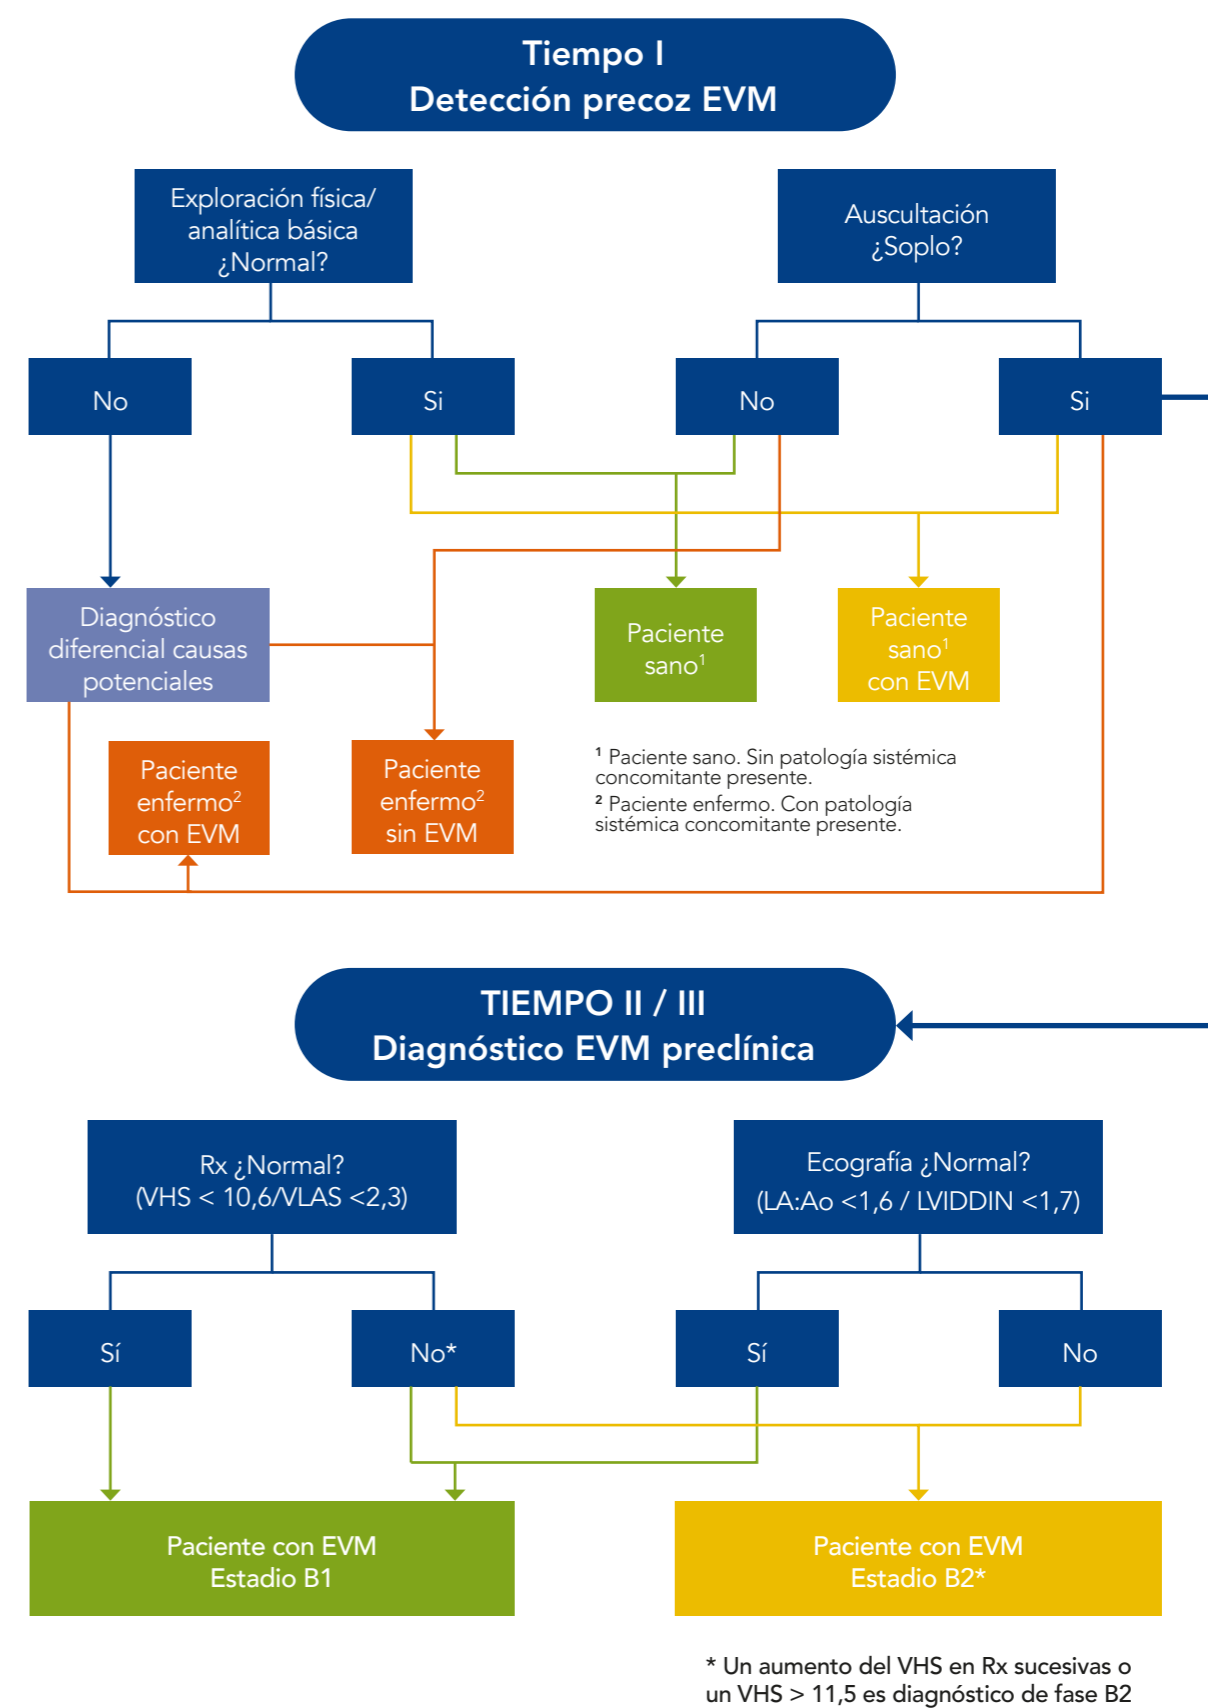 Tiempo I
Detección precoz EVM
Exploración física/
analítica básica
¿Normal?
Auscultación
¿Soplo?
No
Si
No
Si
Diagnóstico
diferencial causas
potenciales
Paciente
sano¹
Paciente
sano¹
con EVM
Paciente
enfermo²
con EVM
Paciente
enfermo²
sin EVM
¹ Paciente sano. Sin patología sistémica
concomitante presente.
² Paciente enfermo. Con patología
sistémica concomitante presente.
TIEMPO II / III
Diagnóstico EVM preclínica
Rx ¿Normal?
(VHS < 10,6/VLAS <2,3)
Ecografía ¿Normal?
(LA:Ao <1,6 / LVIDDIN <1,7)
Sí
No*
Sí
No
Paciente con EVM
Estadio B1
Paciente con EVM
Estadio B2*
* Un aumento del VHS en Rx sucesivas o
un VHS > 11,5 es diagnóstico de fase B2